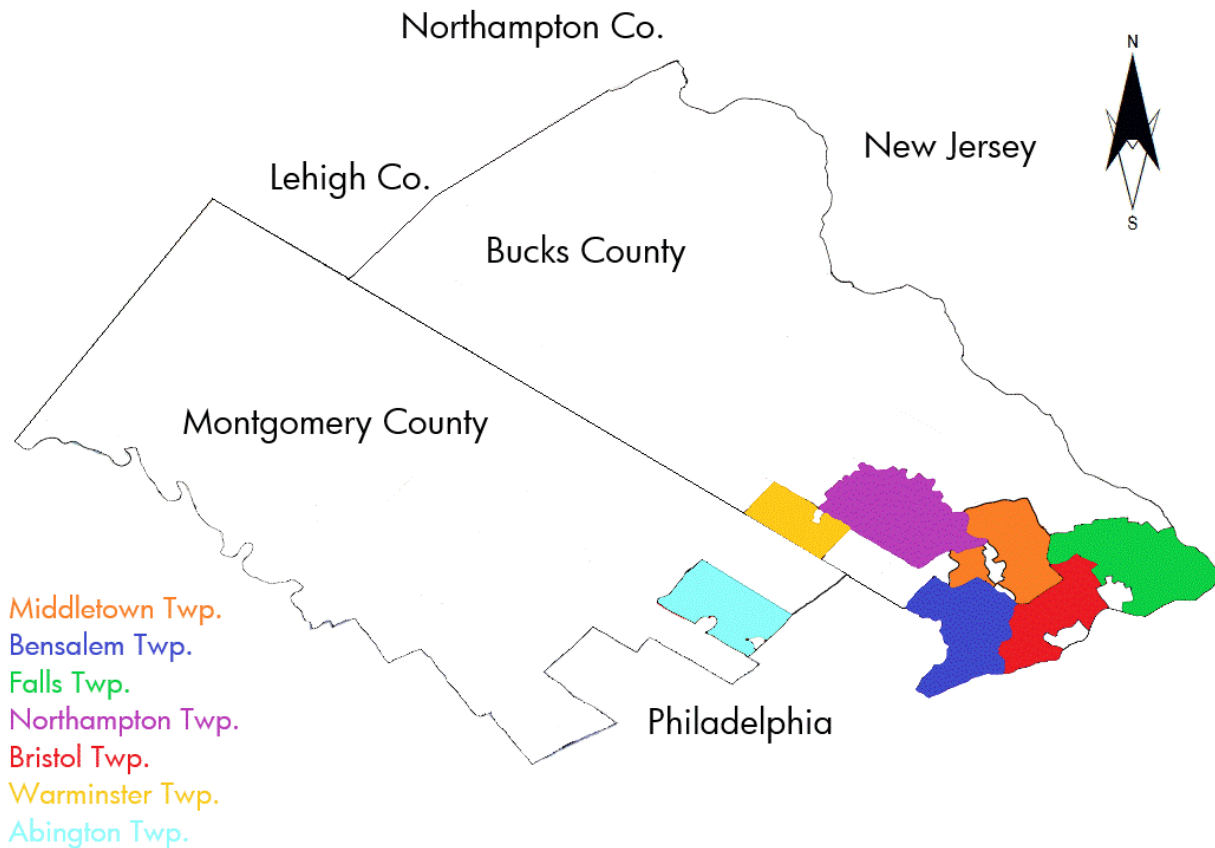 Northampton Co.
N
New Jersey
Lehigh Co.
S
Bucks County
Montgomery County
Middletown Twp.
Bensalem Twp.
Falls Twp.
Northampton Twp.
Philadelphia
Bristol Twp.
Warminster Twp.
Abington Twp.